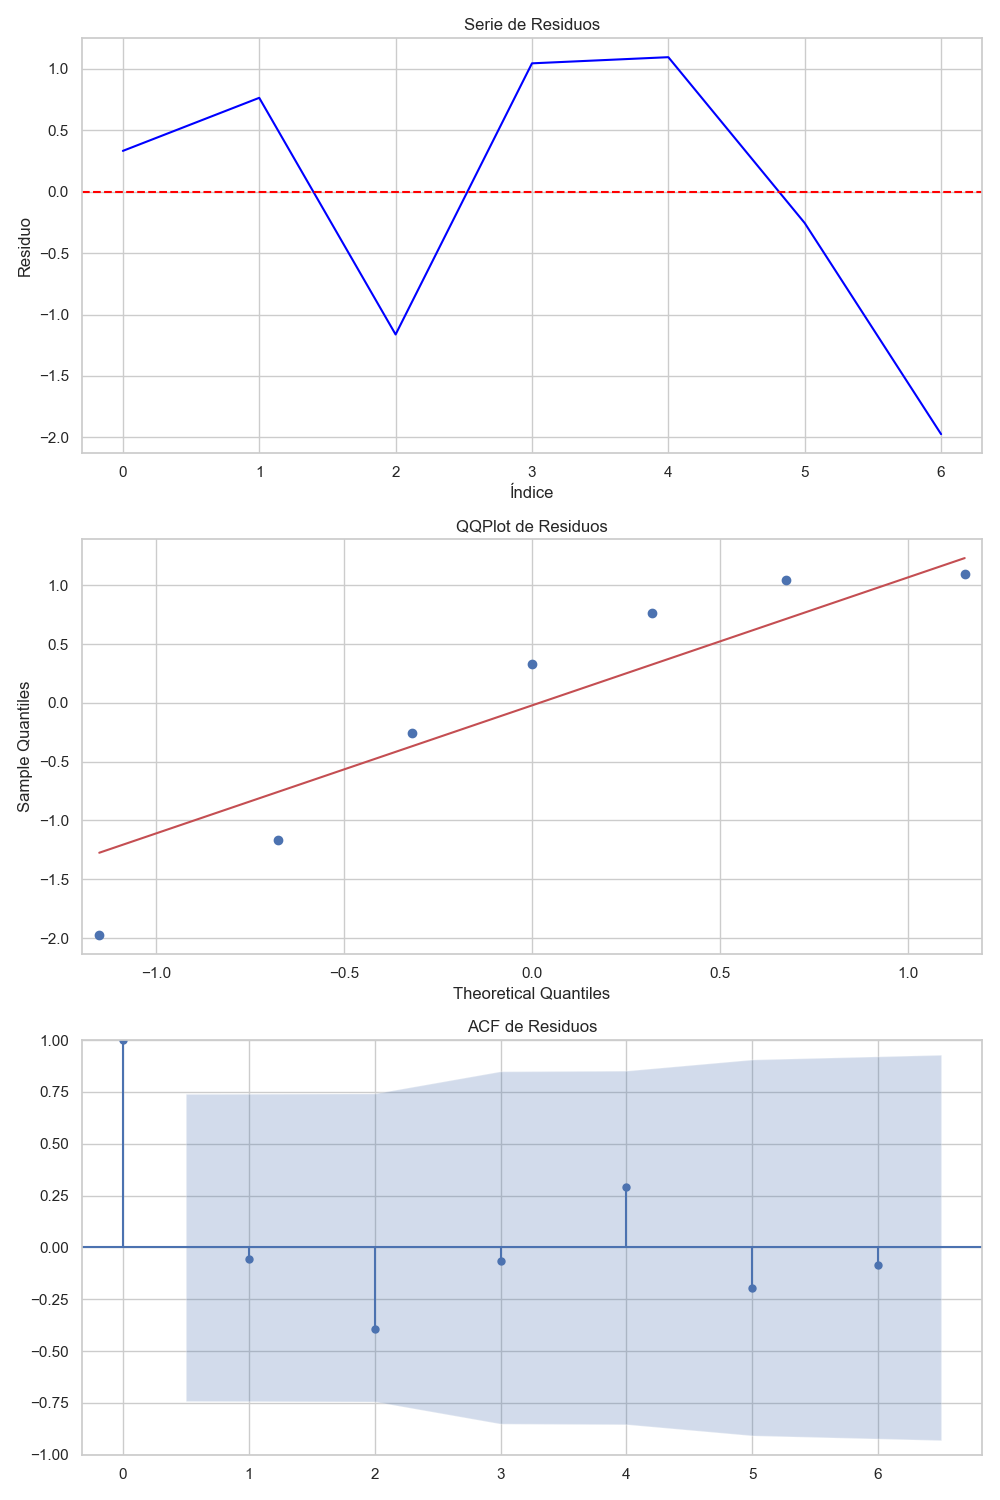 Serie de Residuos
1.0
0.5
0.0
−0.5
−1.0
−1.5
−2.0
Residuo
0 1 2 3 4 5 6
Índice
QQPlot de Residuos
1.0
0.5
0.0
−0.5
−1.0
−1.5
−2.0
Sample Quantiles
−1.0 −0.5 0.0 0.5 1.0
Theoretical Quantiles
ACF de Residuos
1.00
0.75
0.50
0.25
0.00
−0.25
−0.50
−0.75
−1.00
0 1 2 3 4 5 6